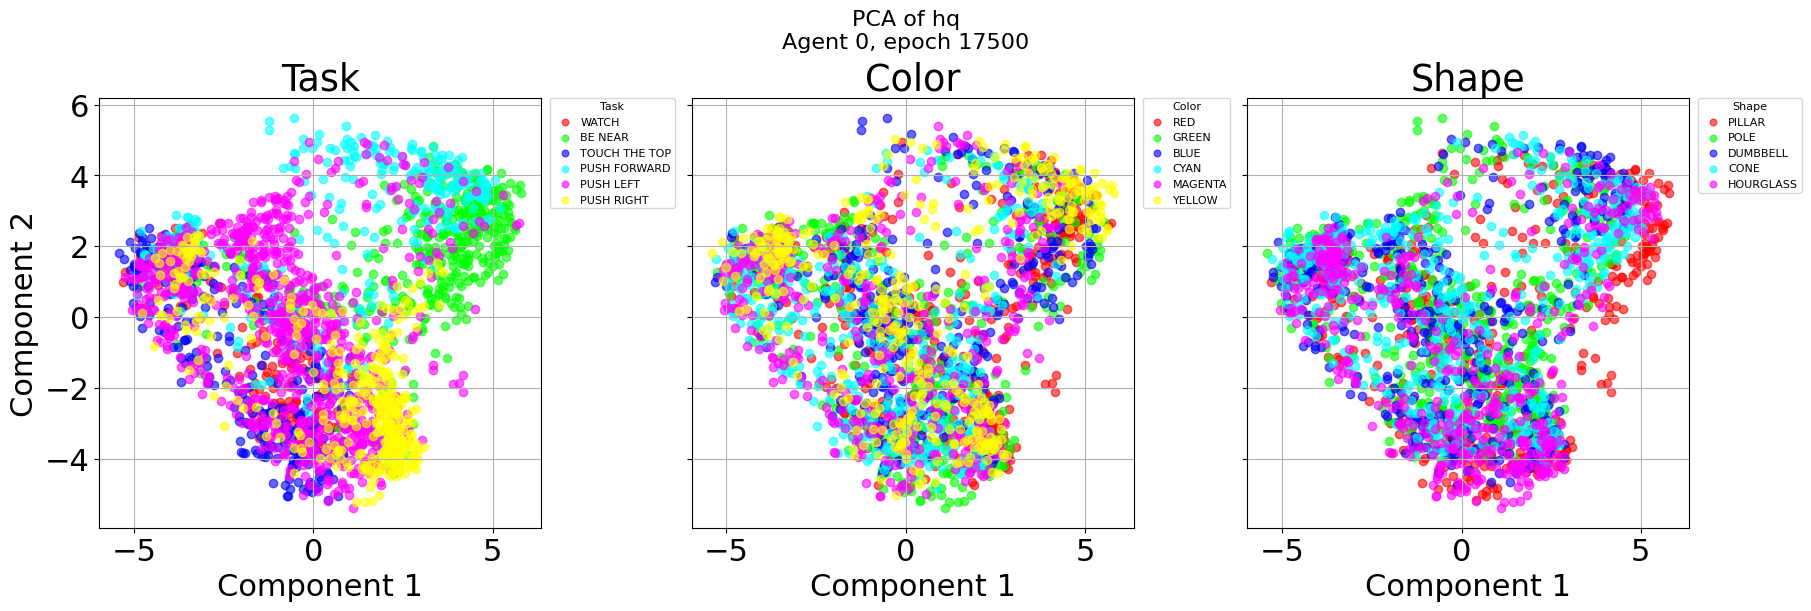 PCA of hq
Agent 0, epoch 17500
Task
Color
Shape
Component 2
6
4
2
0
−2
−4
−5
0
5
Component 1
Task
WATCH
BE NEAR
TOUCH THE TOP
PUSH FORWARD
PUSH LEFT
PUSH RIGHT
−5
0
5
Component 1
Color
RED
GREEN
BLUE
CYAN
MAGENTA
YELLOW
−5
0
5
Component 1
Shape
PILLAR
POLE
DUMBBELL
CONE
HOURGLASS